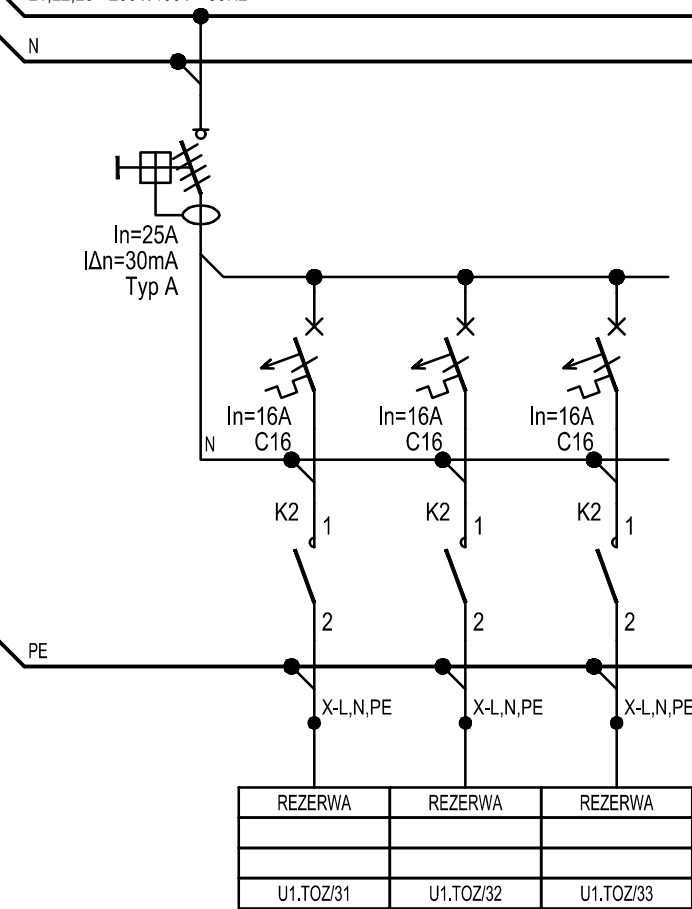 N
In=25A
IΔn=30mA
Typ A
In=16A In=16A In=16A
C16 C16 C16
N
K2 K2 K2
1 1 1
2 2 2
PE
X-L,N,PE X-L,N,PE X-L,N,PE
REZERWA REZERWA REZERWA
U1.TOZ/31 U1.TOZ/32 U1.TOZ/33